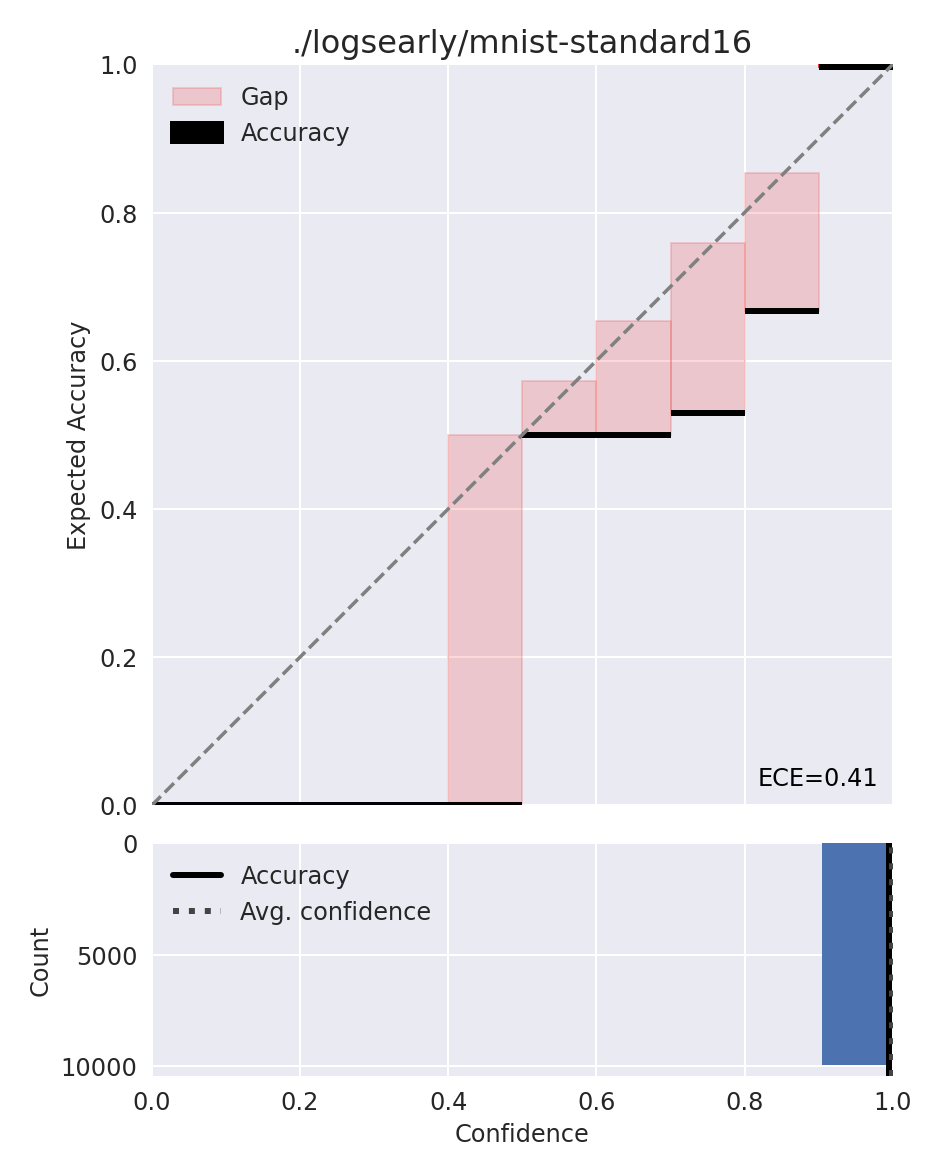 ./logsearly/mnist-standard16
1.0
Gap
Accuracy
0.8
0.6
Expected Accuracy
0.4
0.2
ECE=0.41
0.0
0
Accuracy
Avg. confidence
Count
5000
10000
0.0 0.2 0.4 0.6 0.8 1.0
Confidence